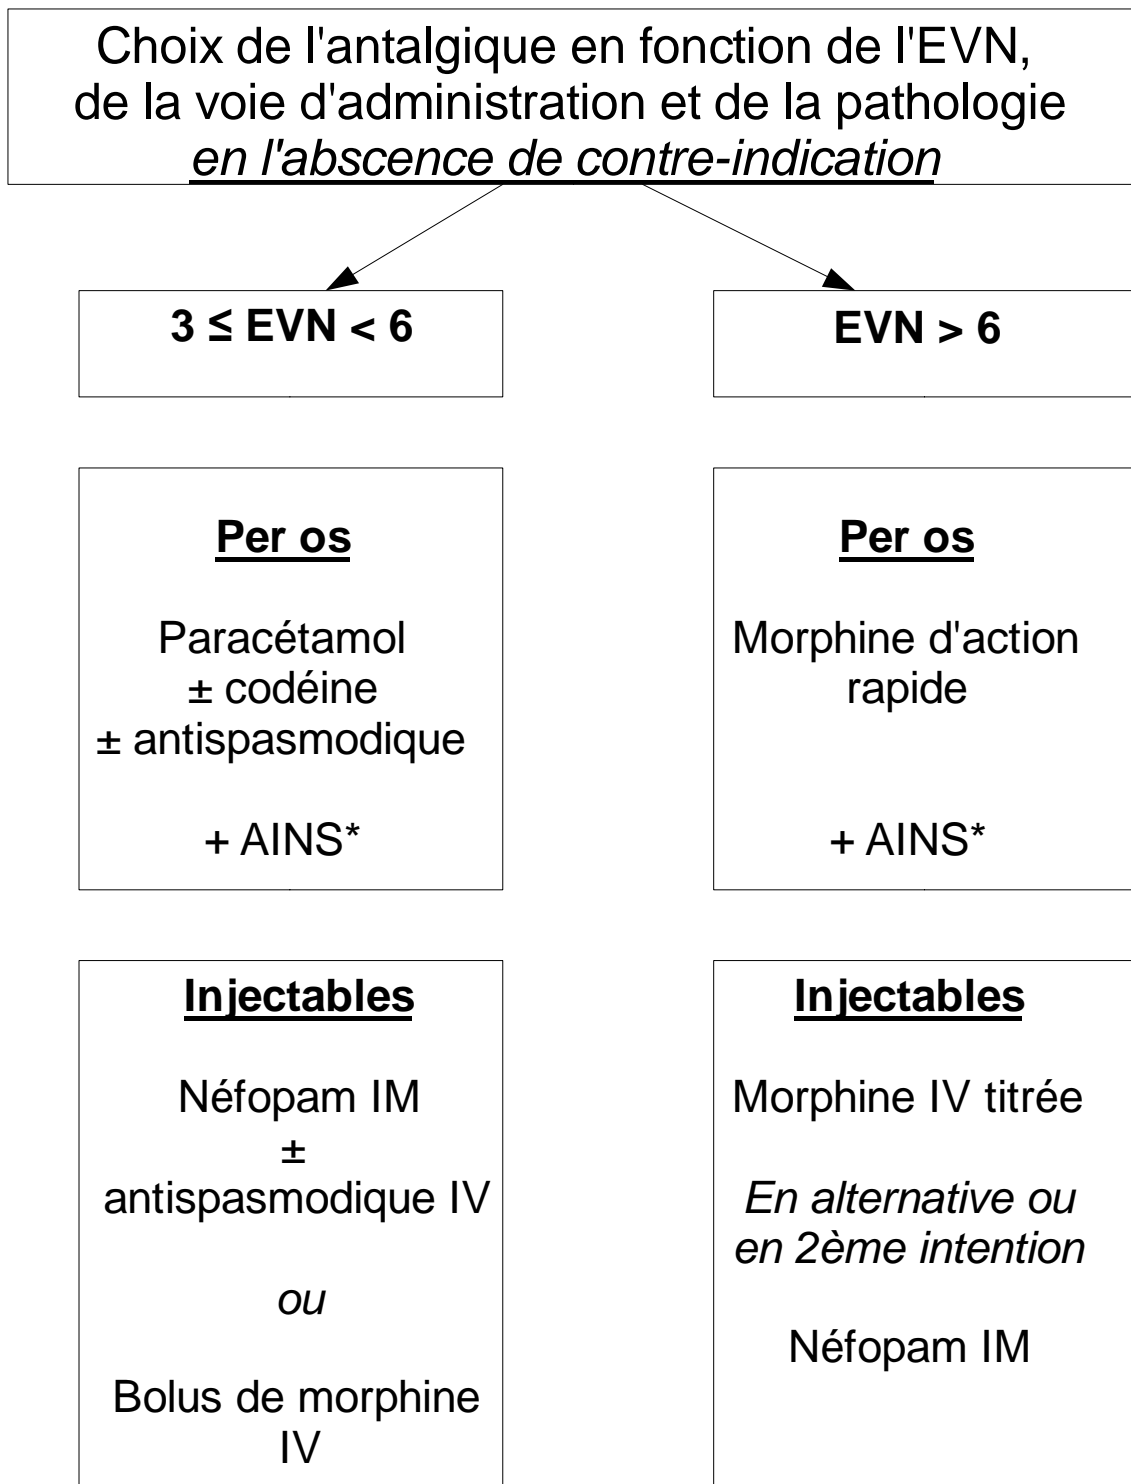 Choix de l'antalgique en fonction de l'EVN,
de la voie d'administration et de la pathologie
en l'abscence de contre-indication
3 ≤ EVN < 6
EVN > 6
Per os
Paracétamol
± codéine
± antispasmodique
+ AINS*
Per os
Morphine d'action
rapide
+ AINS*
Injectables
Néfopam IM
±
antispasmodique IV
ou
Bolus de morphine
IV
Injectables
Morphine IV titrée
En alternative ou
en 2ème intention
Néfopam IM